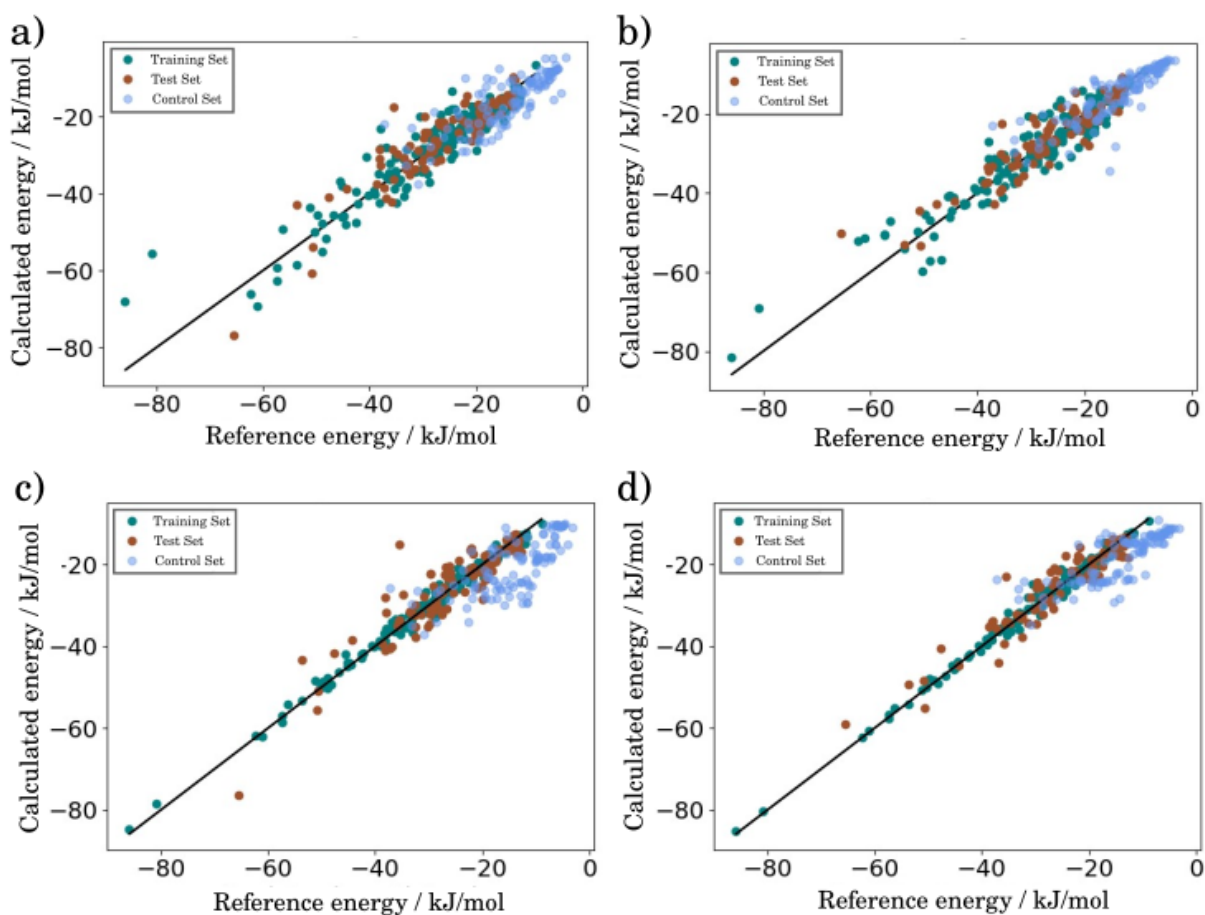 a)
Training Set
Test Set
Control Set
-20
−40
−60
−80
Calculated energy / kJ/mol
−80
−60
−40
−20
0
Reference energy / kJ/mol
b)
Training Set
Test Set
Control Set
-20
−40
−60
−80
Calculated energy / kJ/mol
−80
−60
−40
−20
0
Reference energy / kJ/mol
c)
Training Set
Test Set
Control Set
-20
−40
−60
−80
Calculated energy / kJ/mol
−80
−60
−40
−20
0
Reference energy / kJ/mol
d)
Training Set
Test Set
Control Set
-20
−40
−60
−80
Calculated energy / kJ/mol
−80
−60
−40
−20
0
Reference energy / kJ/mol